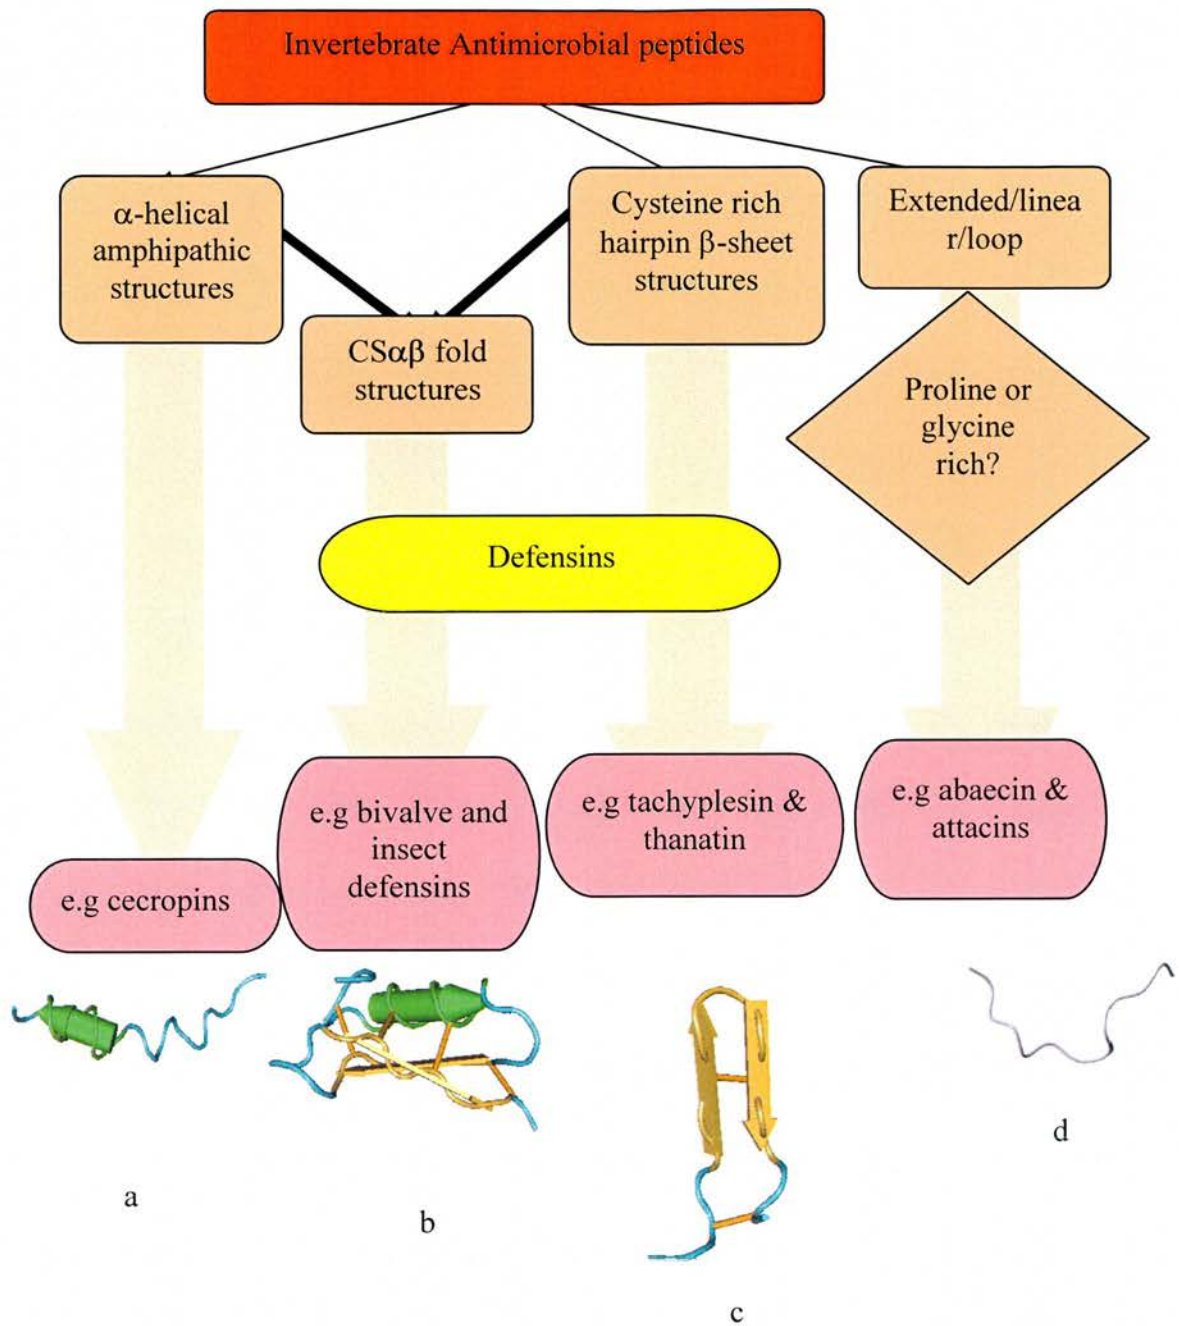 Invertebrate Antimicrobial peptides
α-helical
amphipathic
structures
Cysteine rich
hairpin β-sheet
structures
Extended/linea
r/loop
CSαβ fold
structures
Proline or
glycine
rich?
Defensins
e.g cecropins
e.g bivalve and
insect
defensins
e.g tachyplesin &
thanatin
e.g abaecin &
attacins
a
b
c
d